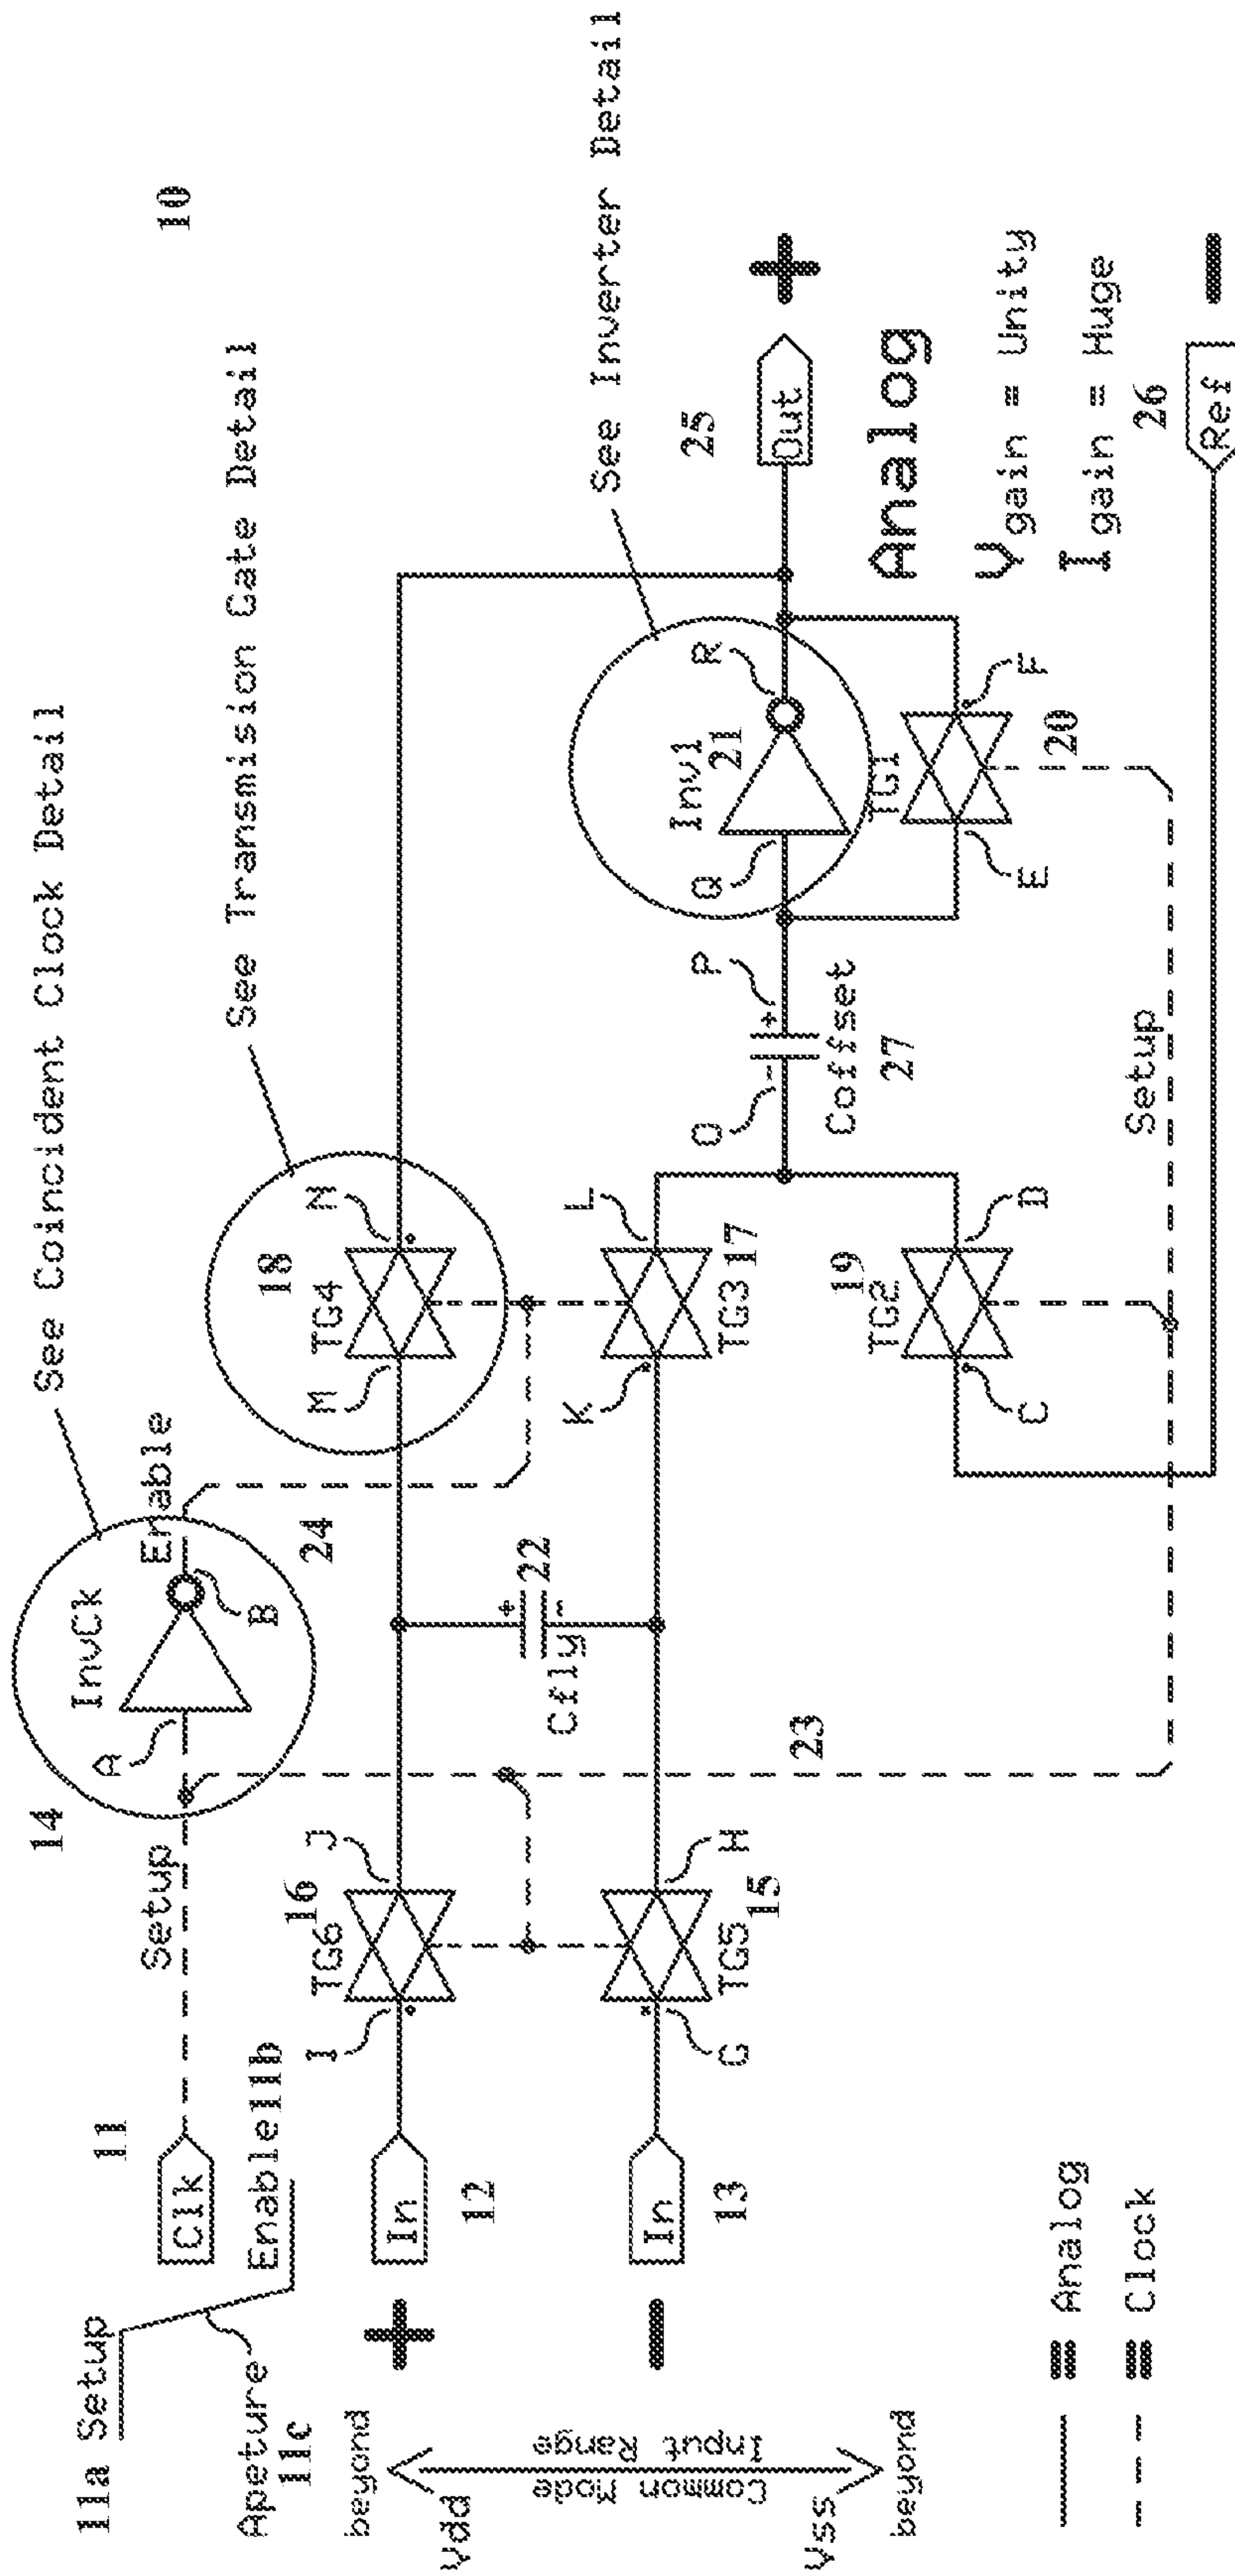 11a Setup
Apeture
11c
Enable11b
11
Clk
Setup
14
A
InvCk
B
Enable
See Coincident Clock Detail
See Transmision Gate Detail
10
beyond
Vdd
Common Mode
Input Range
Vss
beyond
+
In
12
I
TG6
16
J
24
M
TG4
18
N
−
In
13
G
TG5
15
H
23
+
Cfly
−
22
K
TG3
17
L
C
TG2
19
D
O
−
+
P
Coffset
27
Q
Inv1
21
R
See Inverter Detail
TG1
E
20
F
Setup
25
Out
+
Analog
Vgain = Unity
Igain = Huge
26
Ref
−
Analog
Clock